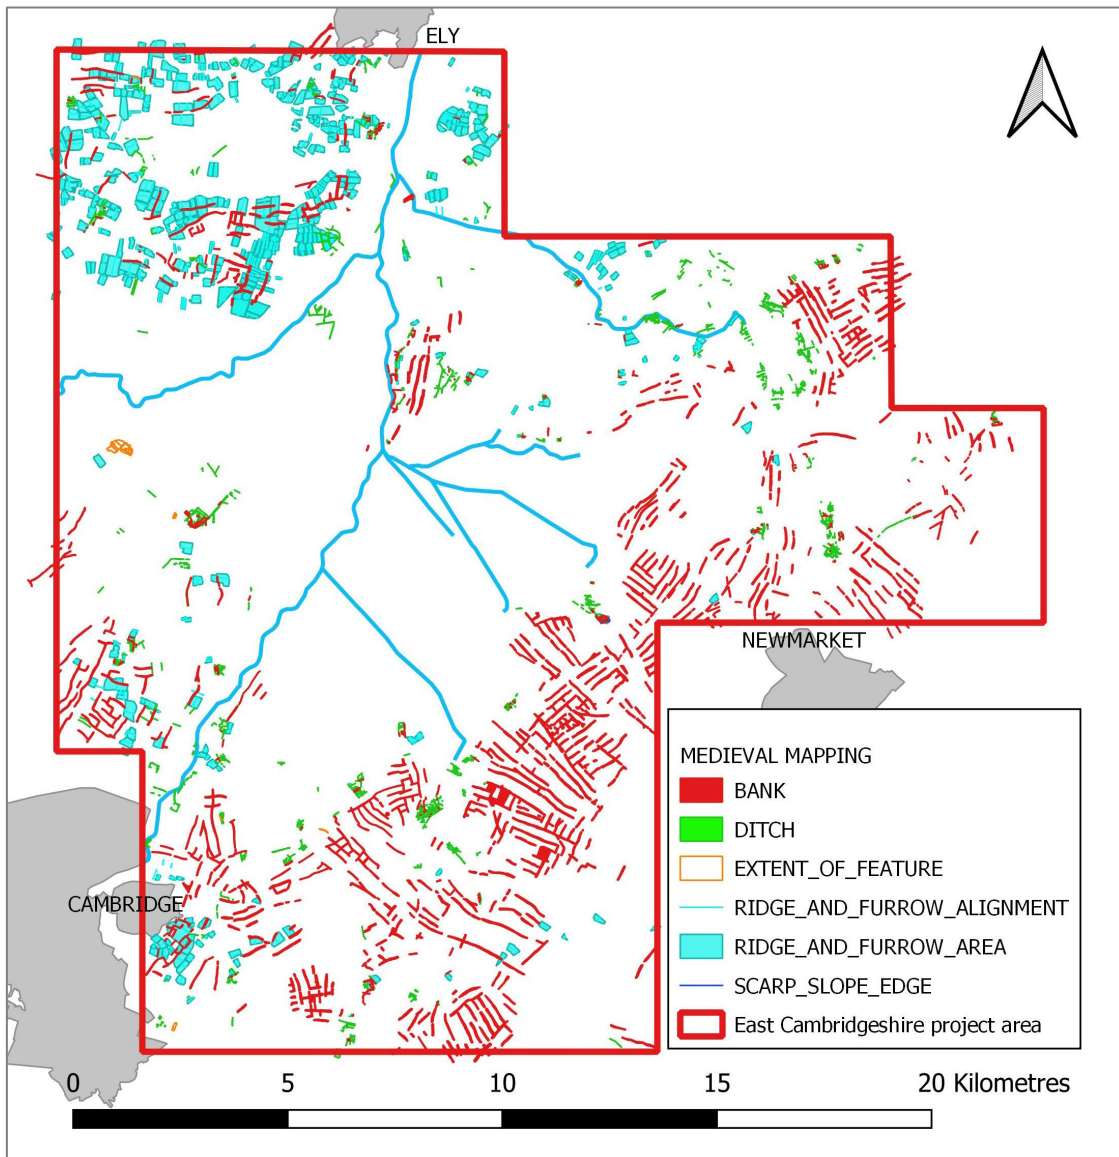 ELY
NEWMARKET
CAMBRIDGE
MEDIEVAL MAPPING
BANK
DITCH
EXTENT_OF_FEATURE
RIDGE_AND_FURROW_ALIGNMENT
RIDGE_AND_FURROW_AREA
SCARP_SLOPE_EDGE
East Cambridgeshire project area
0 5 10 15 20 Kilometres